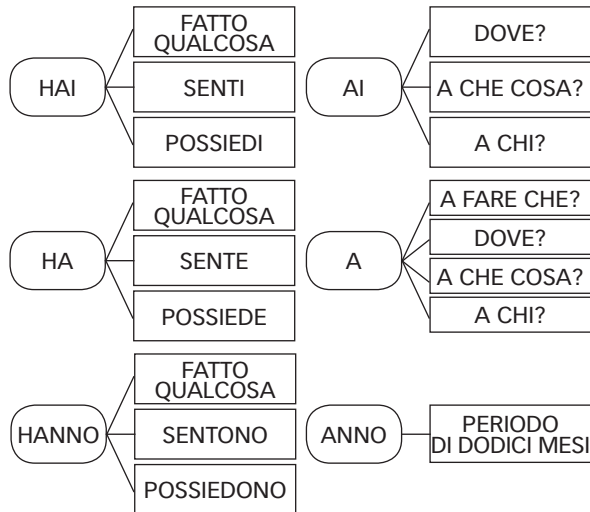 HAI
FATTO
QUALCOSA
SENTI
POSSIEDI
AI
DOVE?
A CHE COSA?
A CHI?
HA
FATTO
QUALCOSA
SENTE
POSSIEDE
A
A FARE CHE?
DOVE?
A CHE COSA?
A CHI?
HANNO
FATTO
QUALCOSA
SENTONO
POSSIEDONO
ANNO
PERIODO
DI DODICI MESI